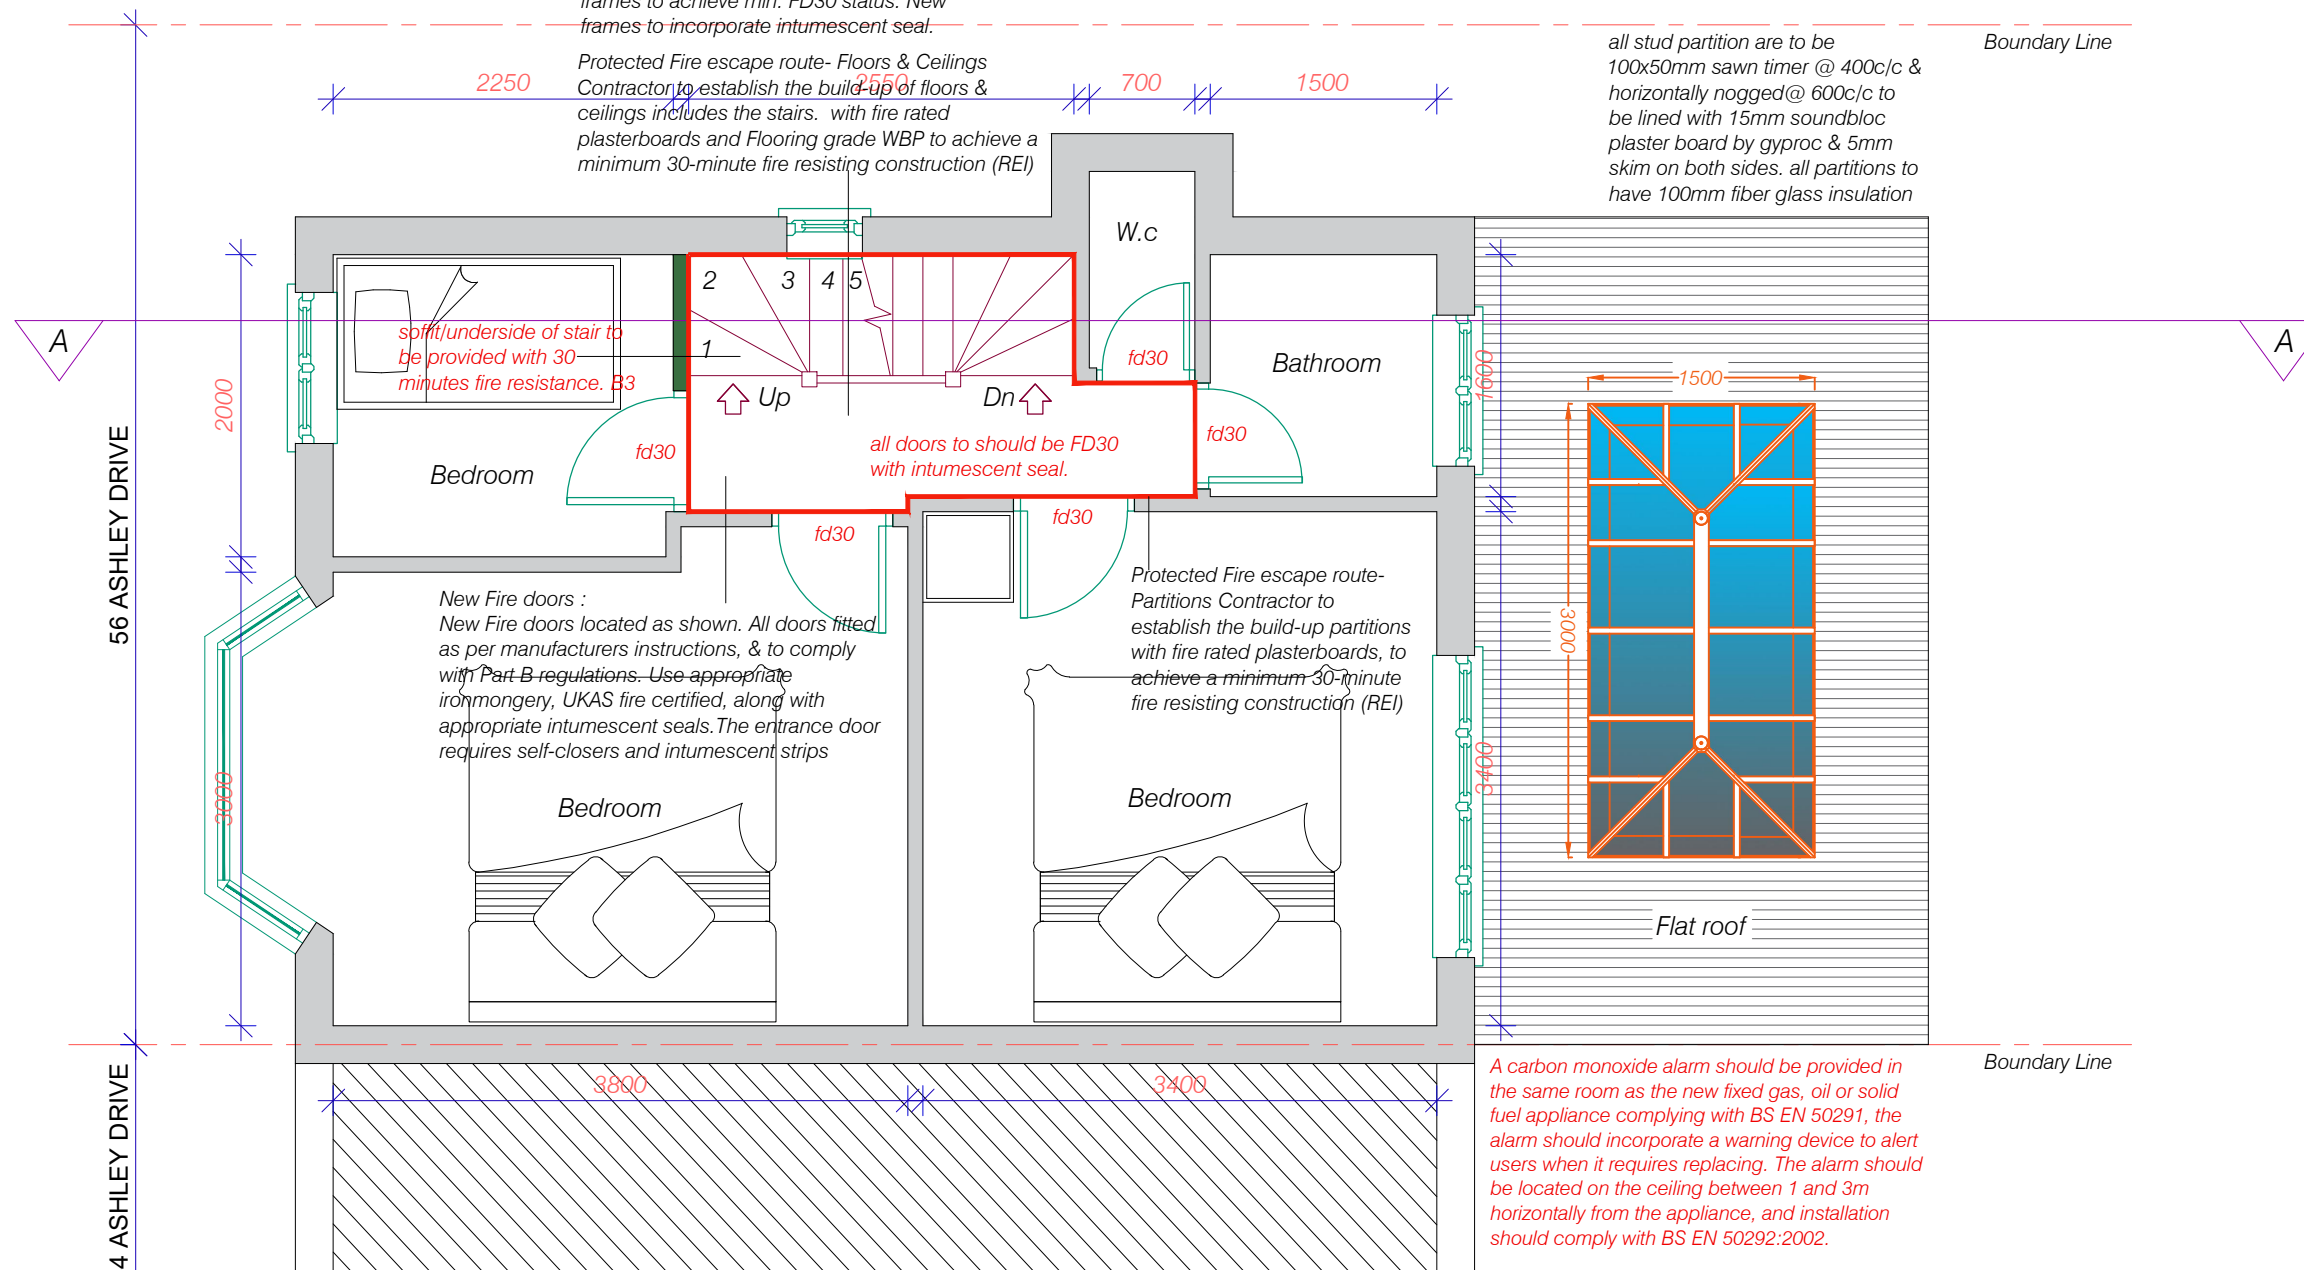 frames to achieve min. FD30 status. New
frames to incorporate intumescent seal.
Protected Fire escape route- Floors & Ceilings
Contractor to establish the build-up of floors &
ceilings includes the stairs.  with fire rated
plasterboards and Flooring grade WBP to achieve a
minimum 30-minute fire resisting construction (REI)
2250
2550
700
1500
Boundary Line
all stud partition are to be
100x50mm sawn timer @ 400c/c &
horizontally nogged@ 600c/c to
be lined with 15mm soundbloc
plaster board by gyproc & 5mm
skim on both sides. all partitions to
have 100mm fiber glass insulation
W.c
2
3
4
5
1
A
A
soffit/underside of stair to
be provided with 30
minutes fire resistance. B3
fd30
Bathroom
1600
1500
2000
Up
Dn
all doors to should be FD30
with intumescent seal.
fd30
fd30
Bedroom
56 ASHLEY DRIVE
fd30
fd30
New Fire doors :
New Fire doors located as shown. All doors fitted
as per manufacturers instructions, & to comply
with Part B regulations. Use appropriate
ironmongery, UKAS fire certified, along with
appropriate intumescent seals.The entrance door
requires self-closers and intumescent strips
Protected Fire escape route-
Partitions Contractor to
establish the build-up partitions
with fire rated plasterboards, to
achieve a minimum 30-minute
fire resisting construction (REI)
3000
3000
3400
Bedroom
Bedroom
Flat roof
Boundary Line
3800
3400
4 ASHLEY DRIVE
A carbon monoxide alarm should be provided in
the same room as the new fixed gas, oil or solid
fuel appliance complying with BS EN 50291, the
alarm should incorporate a warning device to alert
users when it requires replacing. The alarm should
be located on the ceiling between 1 and 3m
horizontally from the appliance, and installation
should comply with BS EN 50292:2002.